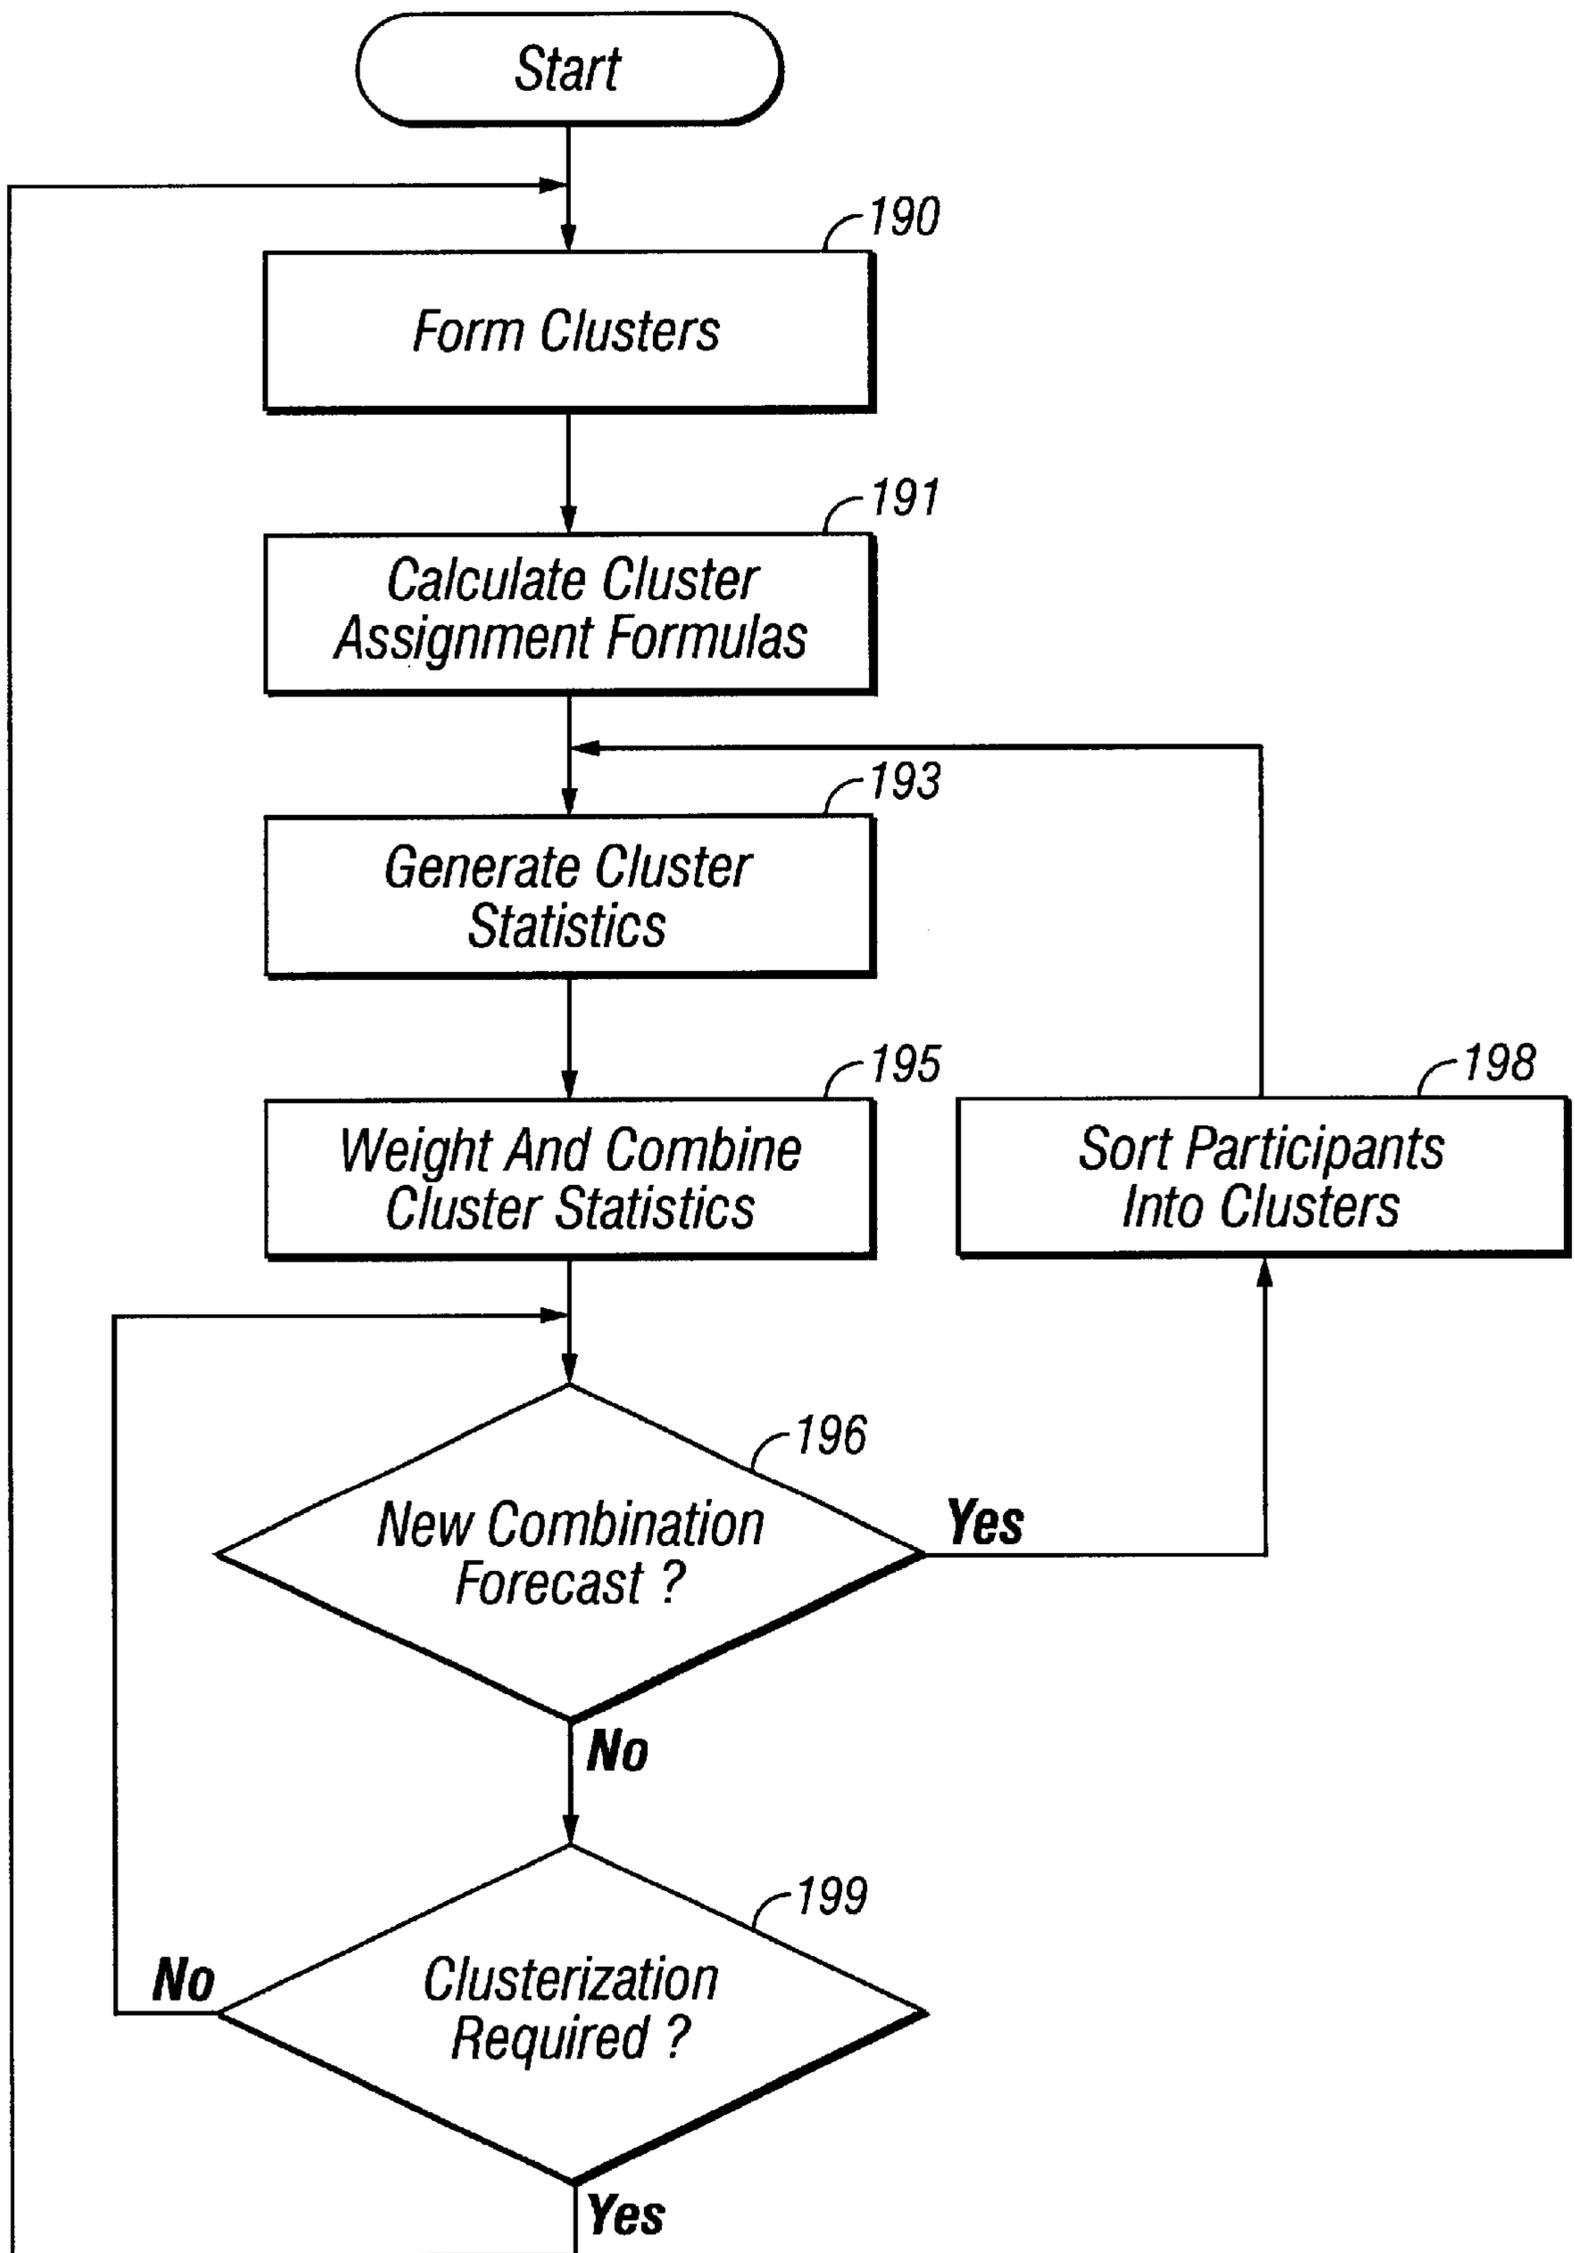 Start
190
Form Clusters
191
Calculate Cluster
Assignment Formulas
193
Generate Cluster
Statistics
195
Weight And Combine
Cluster Statistics
198
Sort Participants
Into Clusters
196
New Combination
Forecast ?
Yes
No
199
Clusterization
Required ?
No
Yes